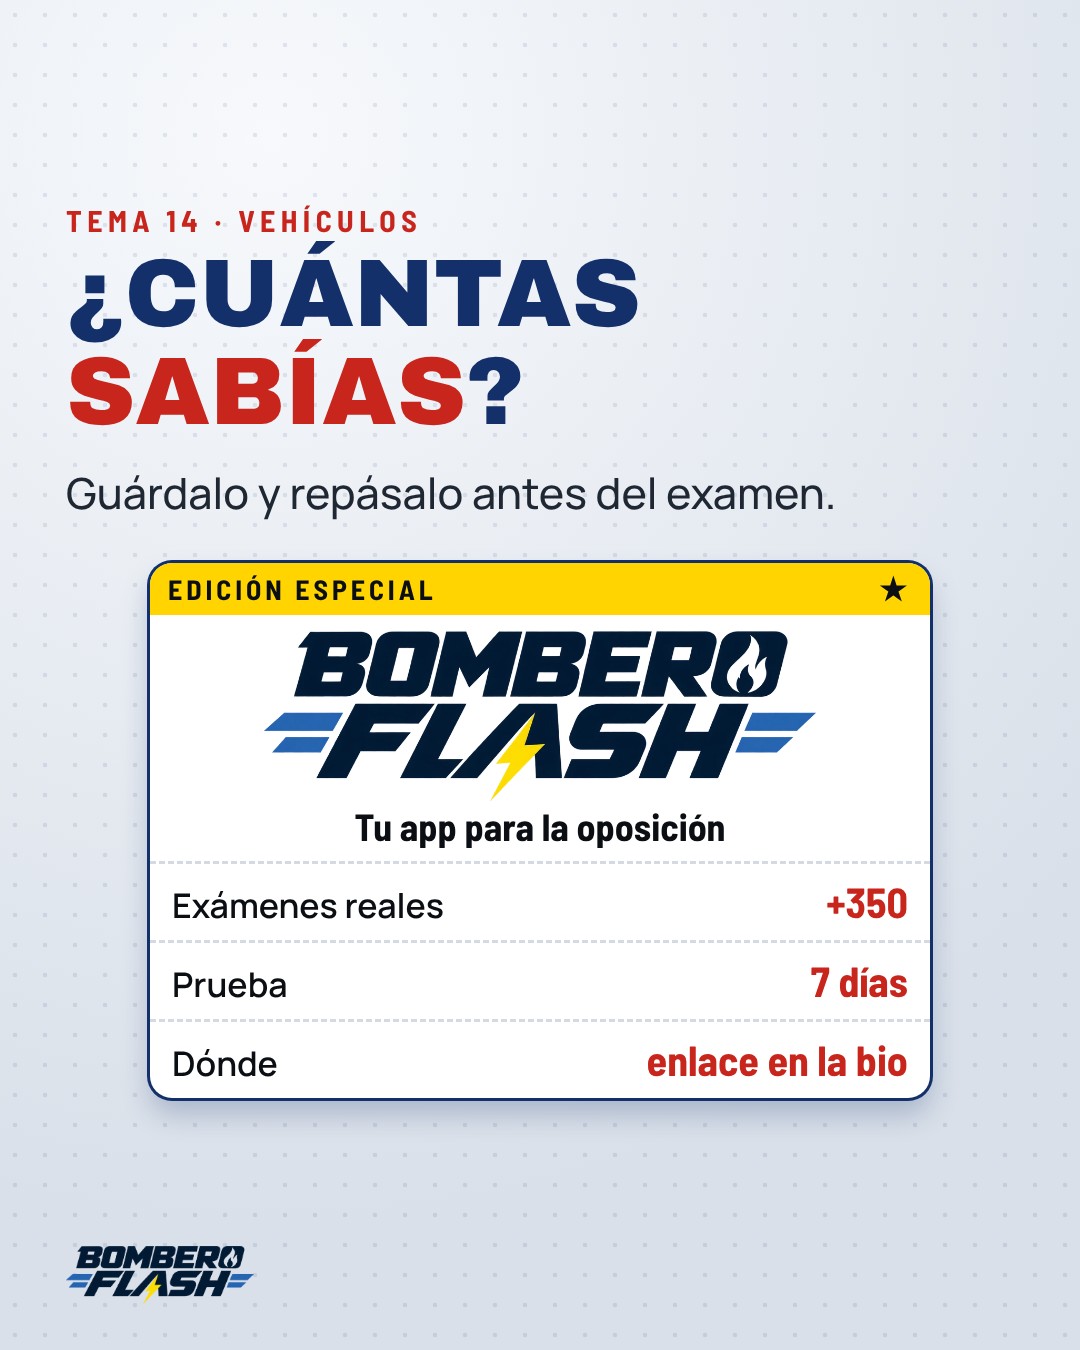 TEMA 14 · VEHÍCULOS
¿CUÁNTAS
SABÍAS?
Guárdalo y repásalo antes del examen.
EDICIÓN ESPECIAL ★
BOMBERO
FLASH
Tu app para la oposición
Exámenes reales +350
Prueba 7 días
Dónde enlace en la bio
BOMBERO
FLASH